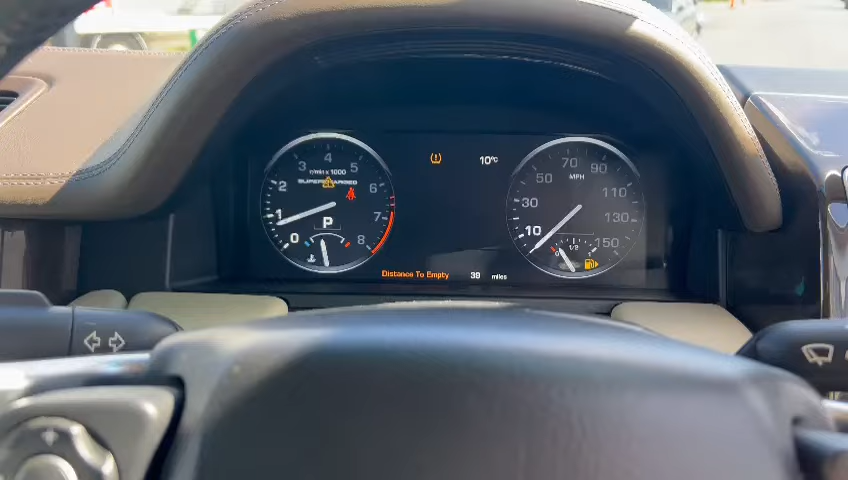 10°C
r/min x 1000
SUPERCHARGED
0 1 2 3 4 5 6 7 8
P
MPH
10 30 50 70 90 110 130 150
0 1/2
Distance To Empty 39 miles